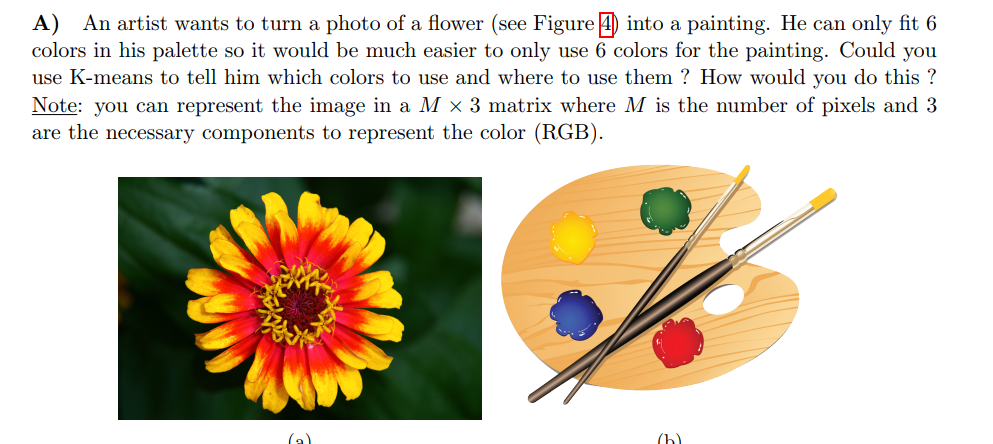 A) An artist wants to turn a photo of a flower (see Figure 4) into a painting. He can only fit 6
colors in his palette so it would be much easier to only use 6 colors for the painting. Could you
use K-means to tell him which colors to use and where to use them ? How would you do this ?
Note: you can represent the image in a M × 3 matrix where M is the number of pixels and 3
are the necessary components to represent the color (RGB).
(a)
(b)